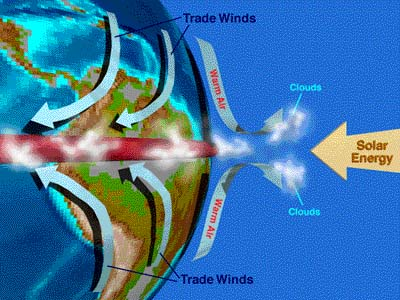 Trade Winds
Warm Air
Clouds
Solar
Energy
Clouds
Warm Air
Trade Winds